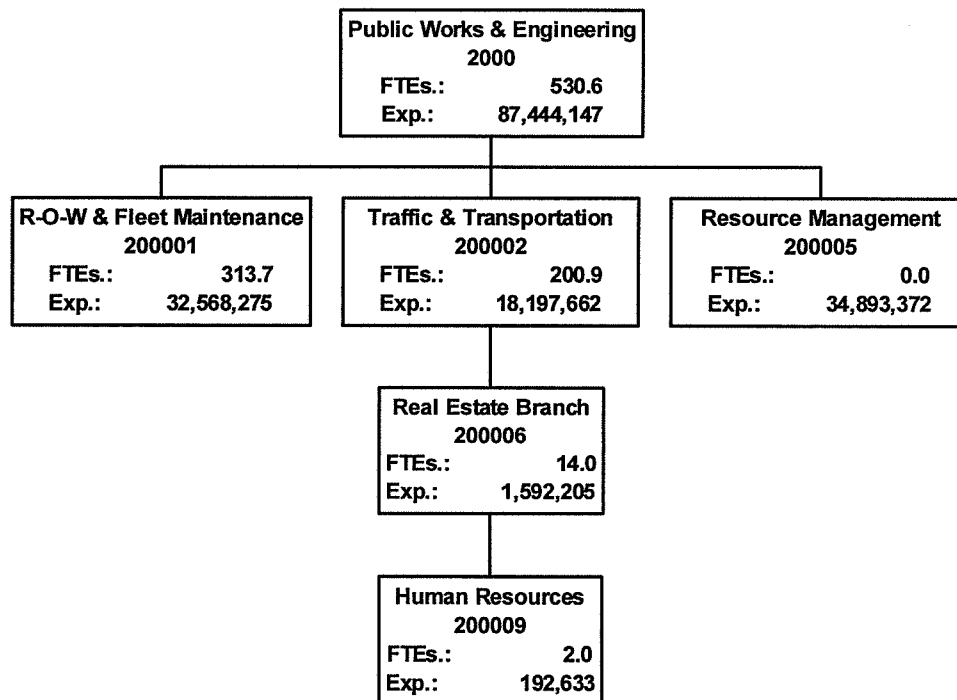 Public Works & Engineering
2000
FTEs.: 530.6
Exp.: 87,444,147
R-O-W & Fleet Maintenance
200001
FTEs.: 313.7
Exp.: 32,568,275
Traffic & Transportation
200002
FTEs.: 200.9
Exp.: 18,197,662
Resource Management
200005
FTEs.: 0.0
Exp.: 34,893,372
Real Estate Branch
200006
FTEs.: 14.0
Exp.: 1,592,205
Human Resources
200009
FTEs.: 2.0
Exp.: 192,633